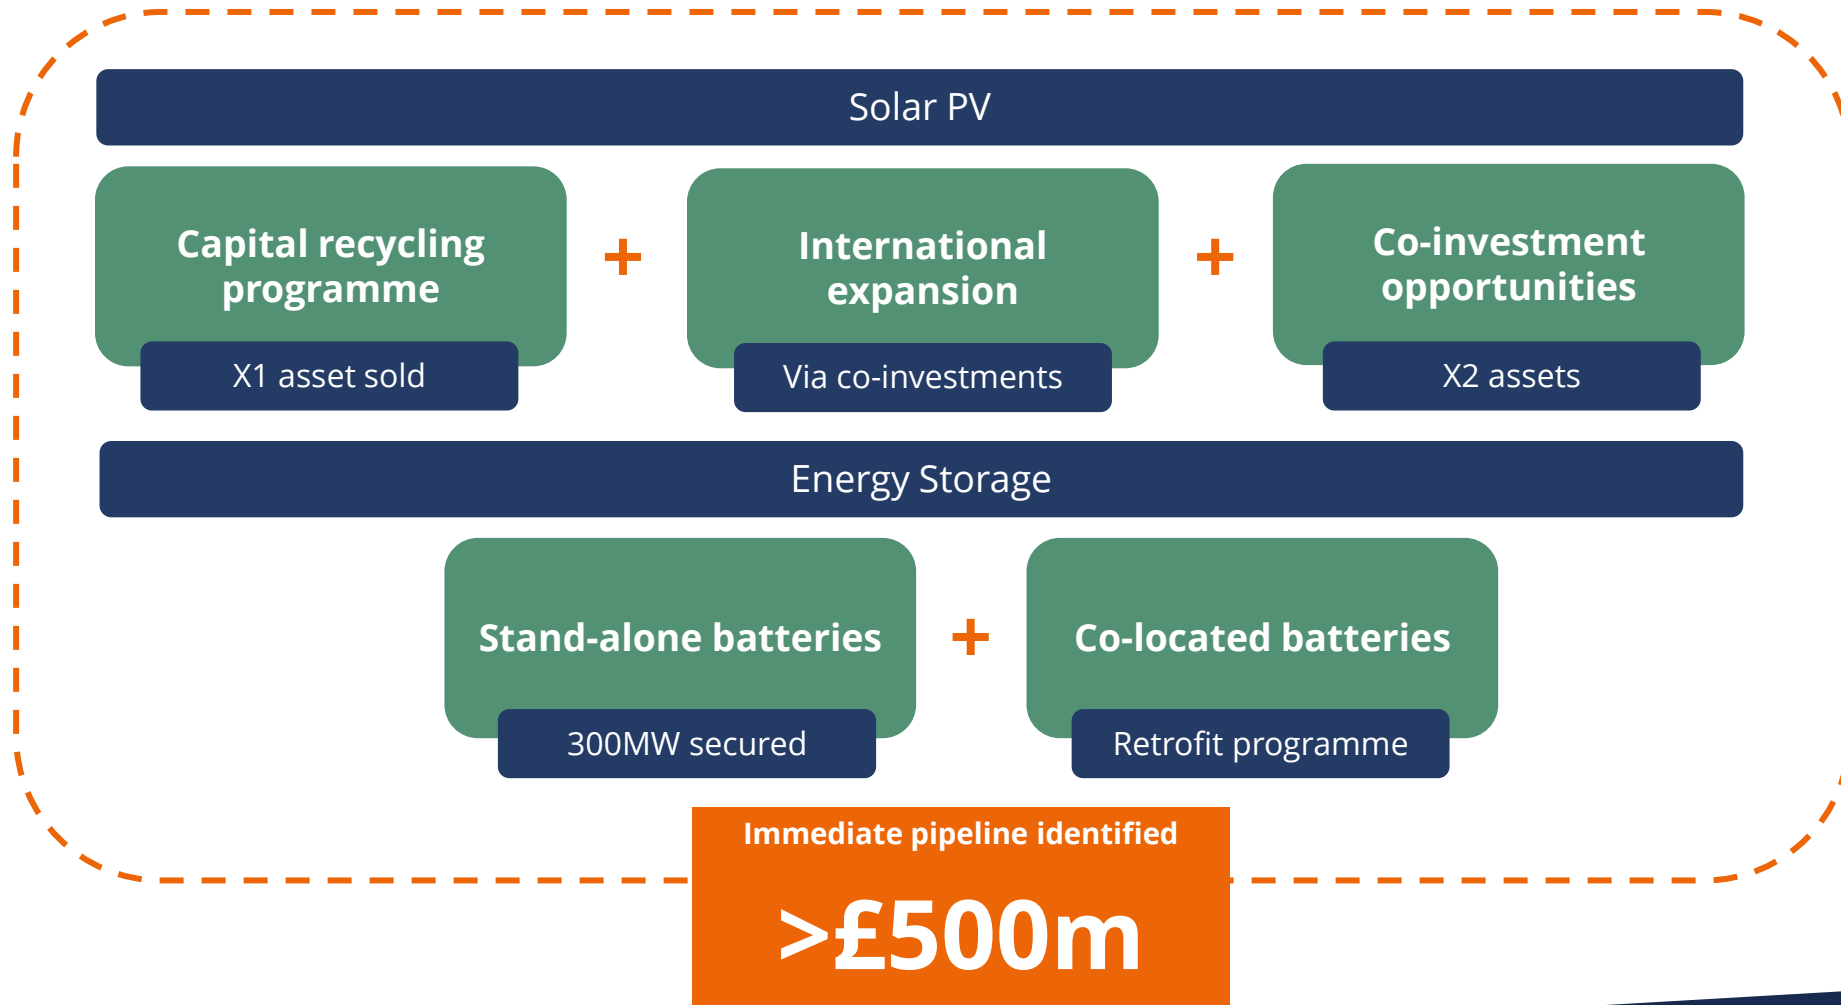 Solar PV
Capital recycling
programme
+
International
expansion
+
Co-investment
opportunities
X1 asset sold
Via co-investments
X2 assets
Energy Storage
Stand-alone batteries
+
Co-located batteries
300MW secured
Retrofit programme
Immediate pipeline identified
>£500m